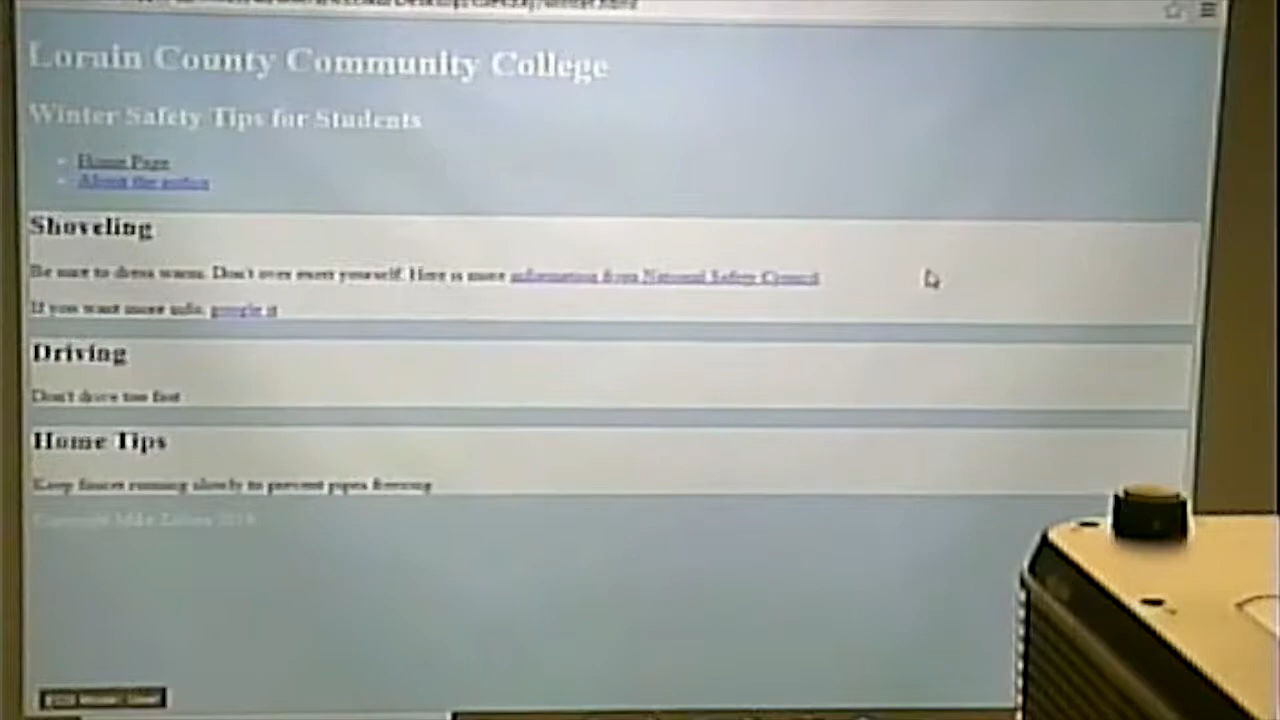 Lorain County Community College
Winter Safety Tips for Students
Home Page
About the author
Shoveling
Be sure to dress warm. Don't over exert yourself. Here is more information from National Safety Council
If you want more info, google it
Driving
Don't drive too fast
Home Tips
Keep faucet running slowly to prevent pipes freezing
Copyright Mike